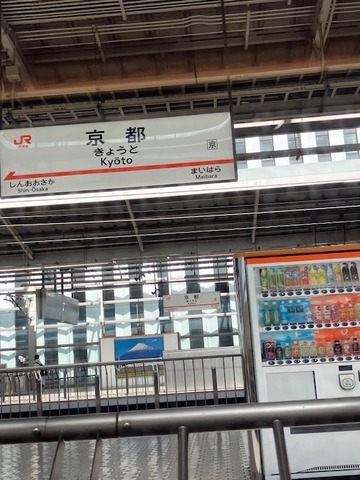 JR
京都
きょうと
Kyōto
京
しんおおさか
Shin-Ōsaka
まいばら
Maibara
京都